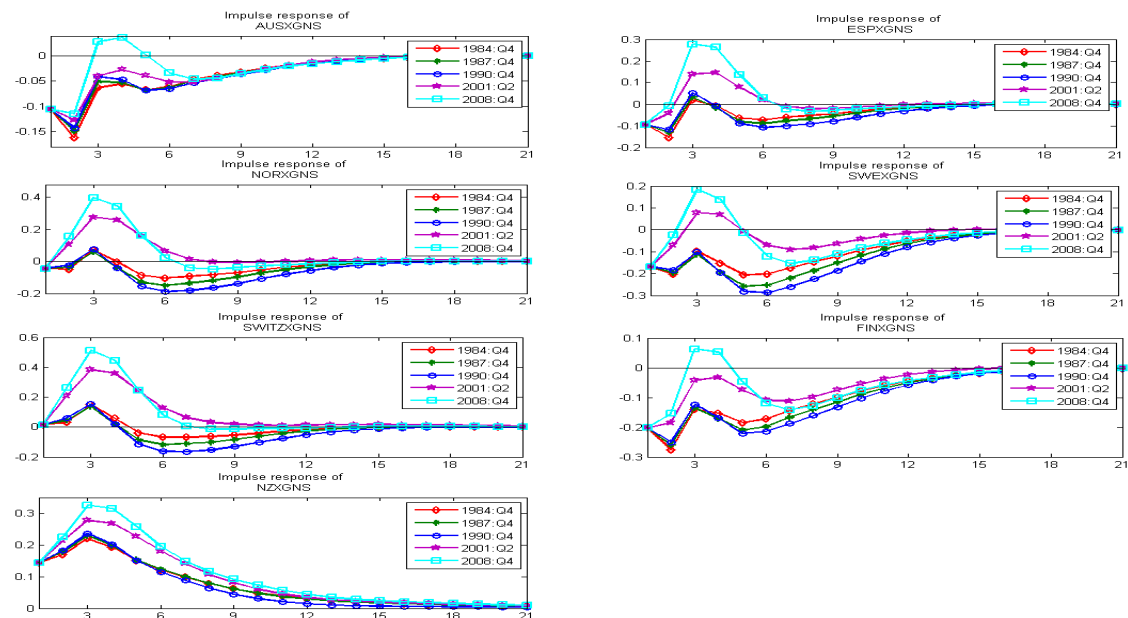 Impulse response of
AUSXGNS
0
-0.05
-0.1
-0.15
3 6 9 12 15 18 21
1984:Q4
1987:Q4
1990:Q4
2001:Q2
2008:Q4
Impulse response of
ESPXGNS
0.3
0.2
0.1
0
-0.1
-0.2
3 6 9 12 15 18 21
1984:Q4
1987:Q4
1990:Q4
2001:Q2
2008:Q4
Impulse response of
NORXGNS
0.4
0.2
0
-0.2
3 6 9 12 15 18 21
1984:Q4
1987:Q4
1990:Q4
2001:Q2
2008:Q4
Impulse response of
SWEXGNS
0.2
0.1
0
-0.1
-0.2
-0.3
3 6 9 12 15 18 21
1984:Q4
1987:Q4
1990:Q4
2001:Q2
2008:Q4
Impulse response of
SWITZXGNS
0.6
0.4
0.2
0
-0.2
3 6 9 12 15 18 21
1984:Q4
1987:Q4
1990:Q4
2001:Q2
2008:Q4
Impulse response of
FINXGNS
0.1
0
-0.1
-0.2
-0.3
3 6 9 12 15 18 21
1984:Q4
1987:Q4
1990:Q4
2001:Q2
2008:Q4
Impulse response of
NZXGNS
0.3
0.2
0.1
0
3 6 9 12 15 18 21
1984:Q4
1987:Q4
1990:Q4
2001:Q2
2008:Q4